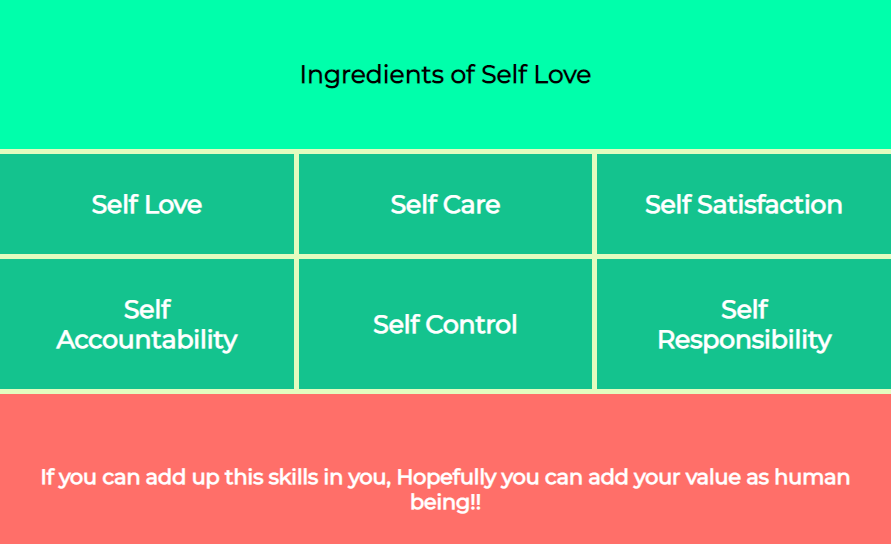 Ingredients of Self Love
Self Love
Self Care
Self Satisfaction
Self
Accountability
Self Control
Self
Responsibility
If you can add up this skills in you, Hopefully you can add your value as human
being!!